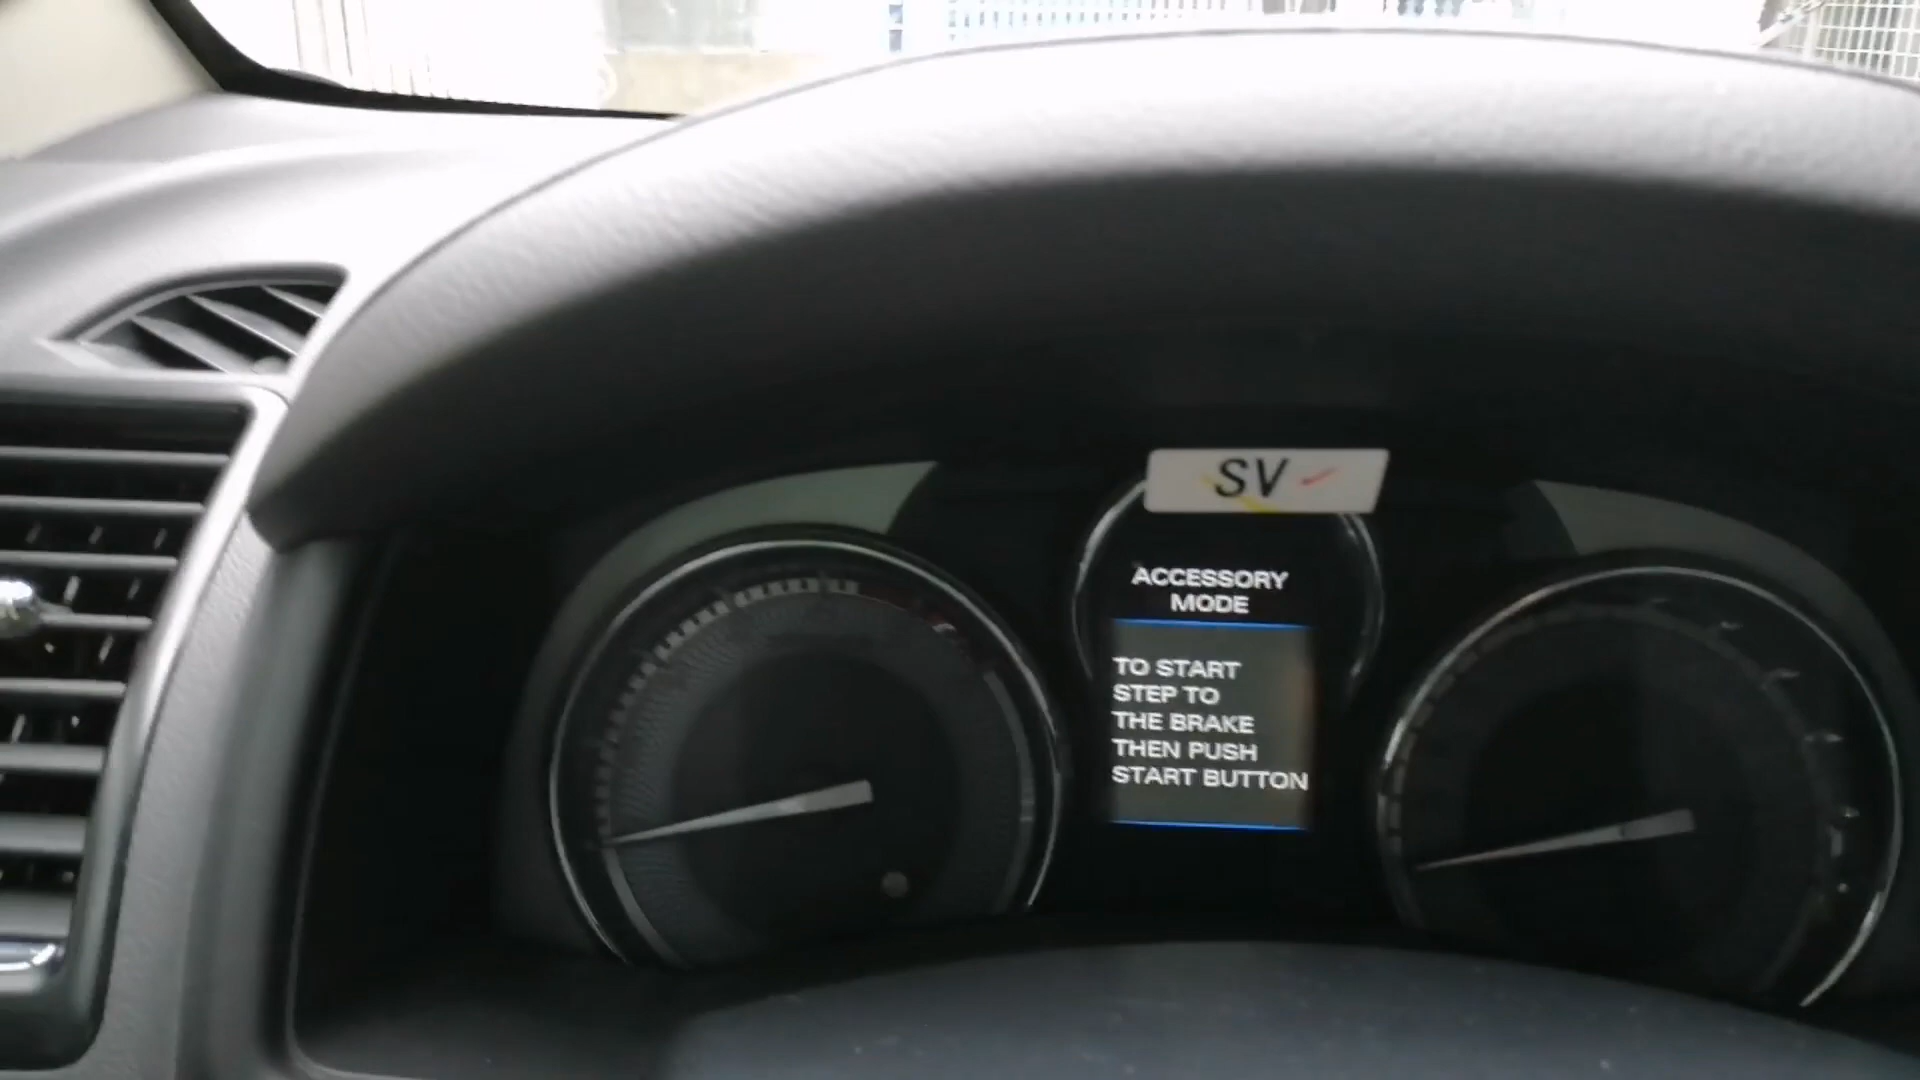 SV
ACCESSORY
MODE
TO START
STEP TO
THE BRAKE
THEN PUSH
START BUTTON